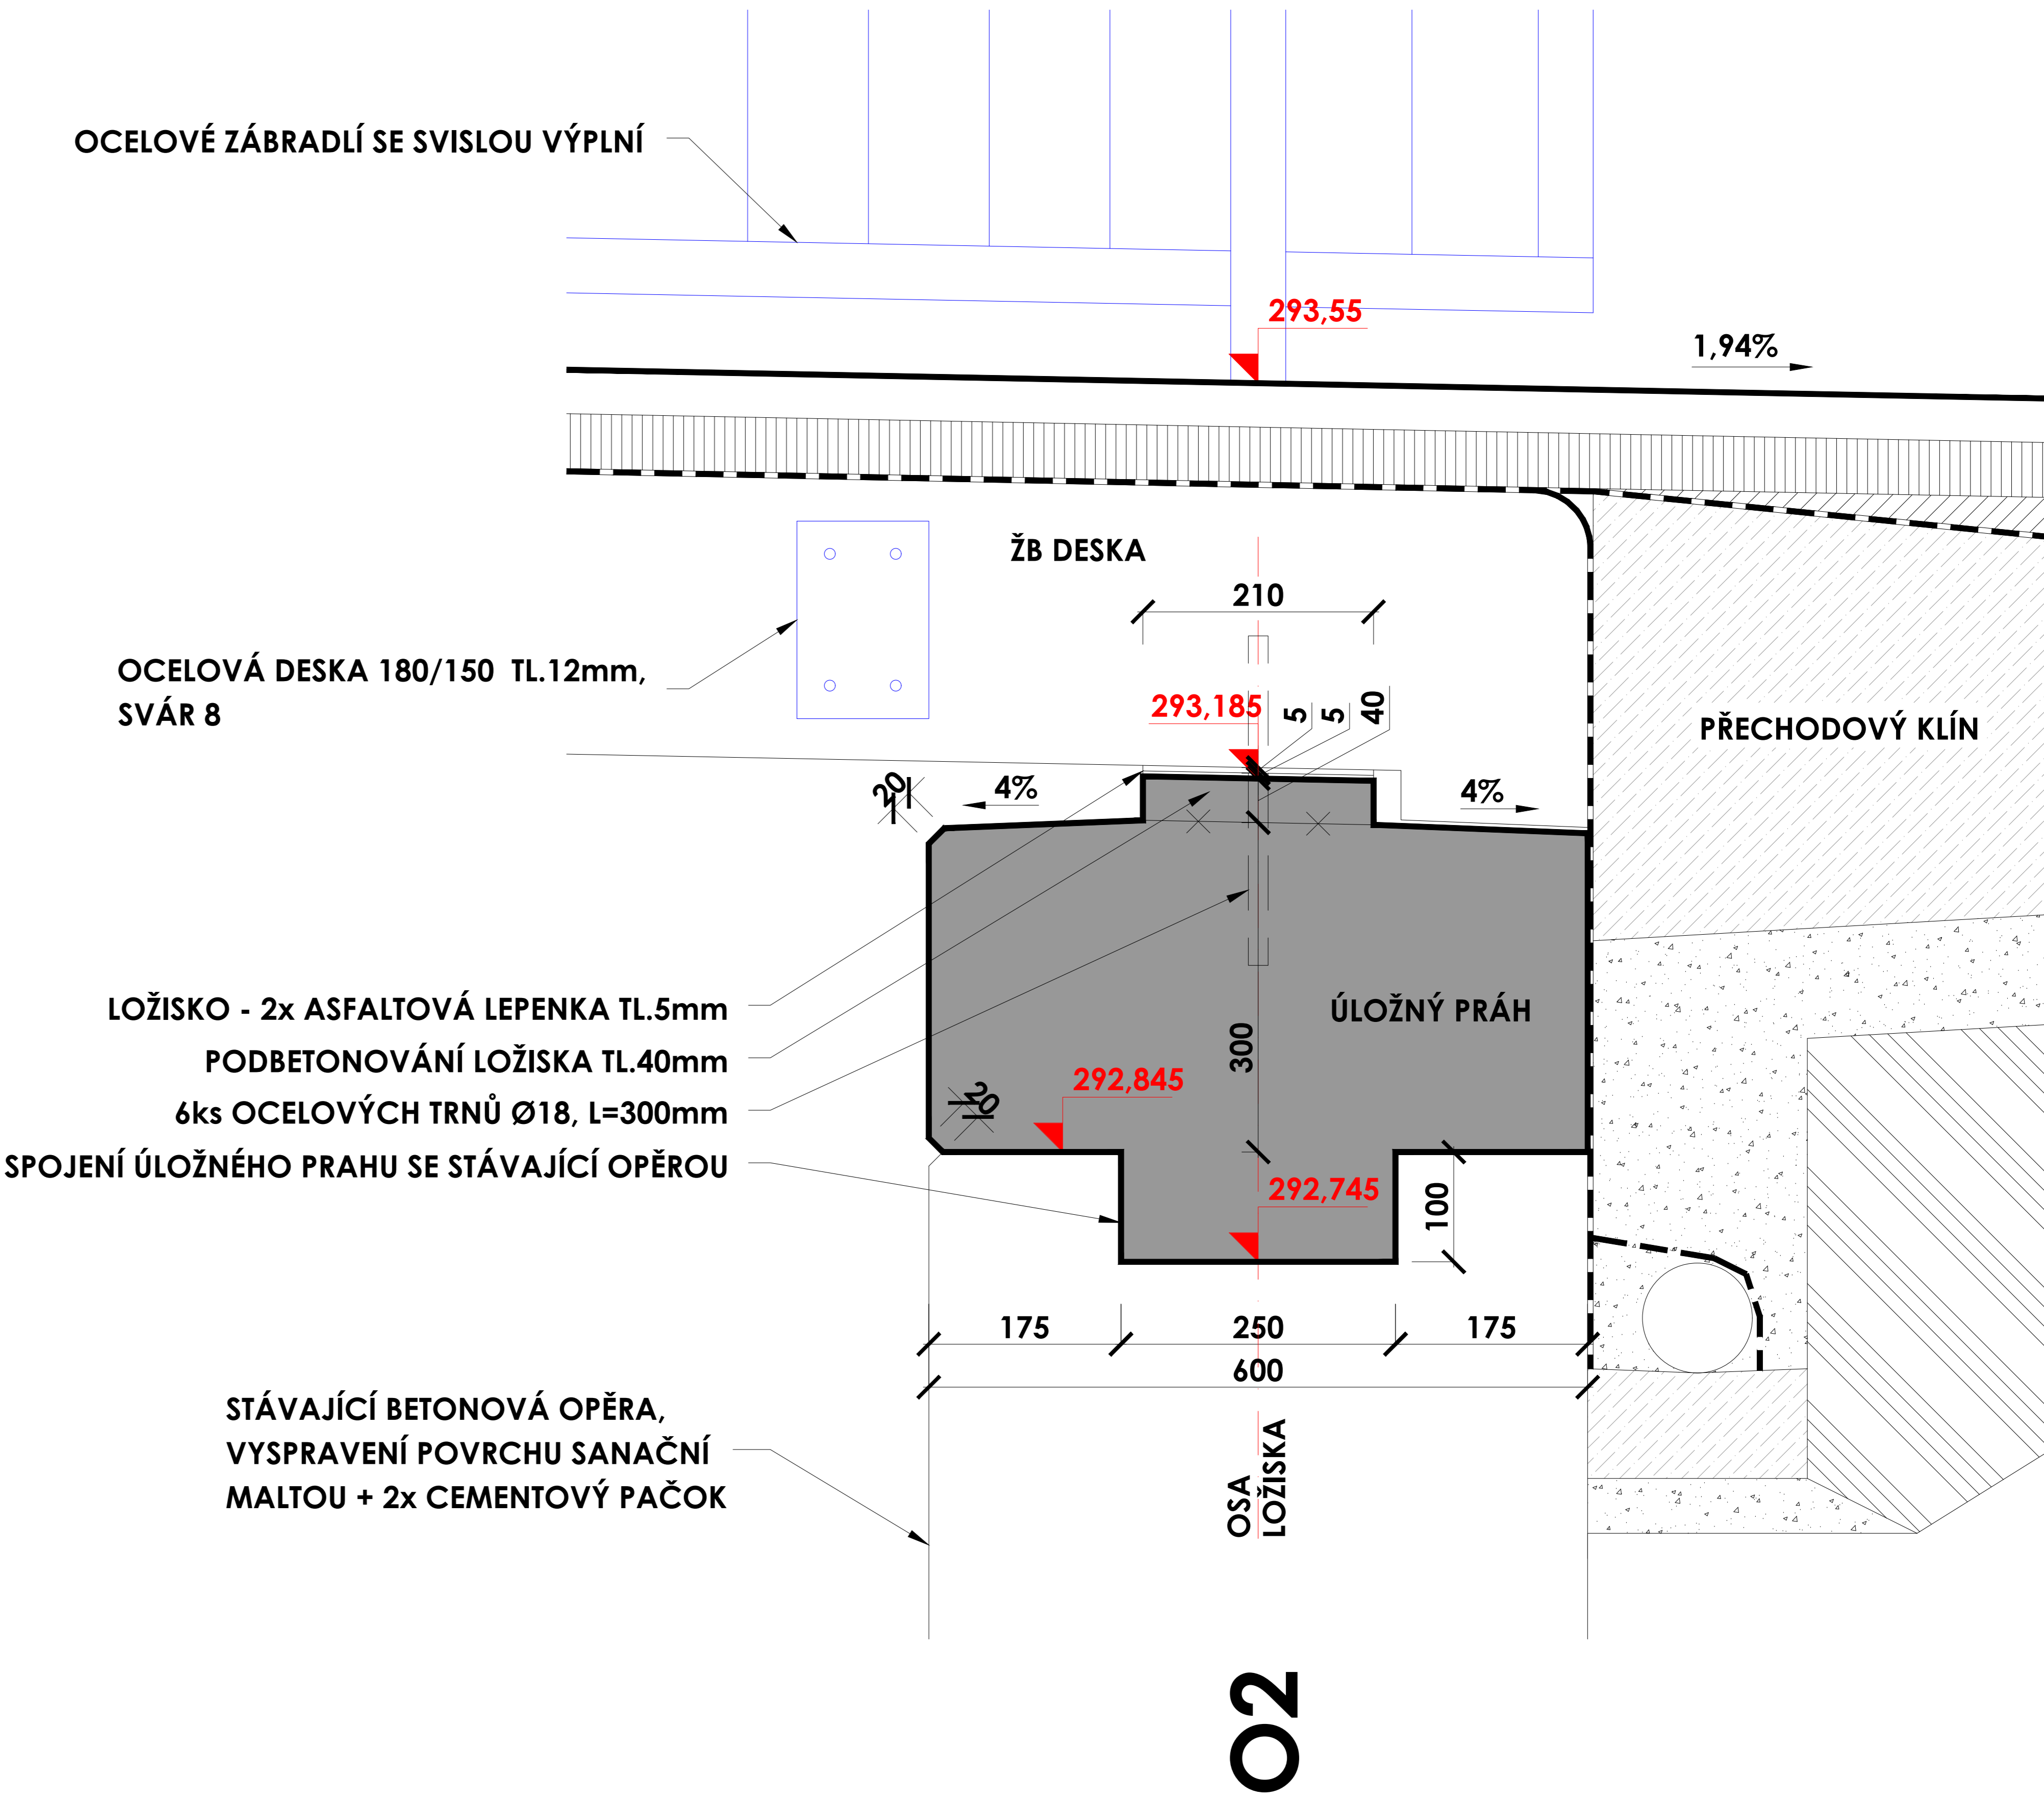 OCELOVÉ ZÁBRADLÍ SE SVISLOU VÝPLNÍ
293,55
1,94%
ŽB DESKA
210
OCELOVÁ DESKA 180/150 TL.12mm,
SVÁR 8
293,185
5
5
40
PŘECHODOVÝ KLÍN
20
4%
4%
LOŽISKO - 2x ASFALTOVÁ LEPENKA TL.5mm
PODBETONOVÁNÍ LOŽISKA TL.40mm
6ks OCELOVÝCH TRNŮ Ø18, L=300mm
SPOJENÍ ÚLOŽNÉHO PRAHU SE STÁVAJÍCÍ OPĚROU
ÚLOŽNÝ PRÁH
300
292,845
20
292,745
100
175
250
175
600
STÁVAJÍCÍ BETONOVÁ OPĚRA,
VYSPRAVENÍ POVRCHU SANAČNÍ
MALTOU + 2x CEMENTOVÝ PAČOK
OSA
LOŽISKA
O2